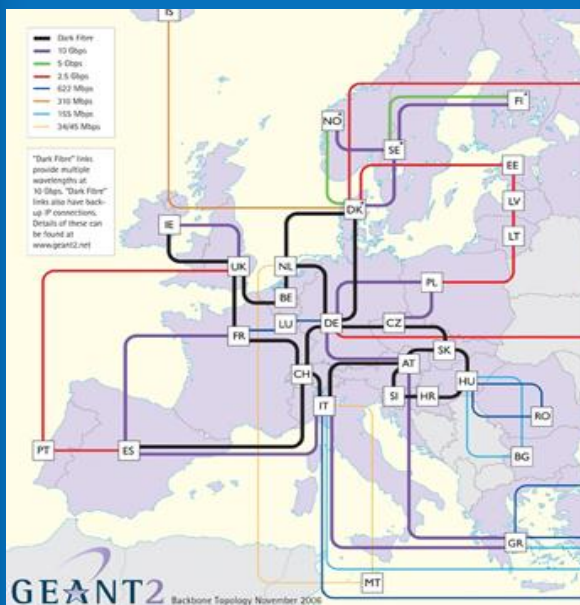 IS
Dark Fibre
10 Gbps
5 Gbps
2.5 Gbps
622 Mbps
310 Mbps
155 Mbps
34/45 Mbps
"Dark Fibre" links
provide multiple
wavelengths at
10 Gbps. "Dark Fibre"
links also have back-
up IP connections.
Details of these can
be found at
www.geant2.net
NO*
FI*
SE*
EE
LV
DK*
IE
LT
UK
NL
PL
BE
LU
DE
CZ
FR
SK
CH
AT
HU
IT
SI
HR
RO
PT
ES
BG
GR
MT
GEANT2 Backbone Topology November 2006